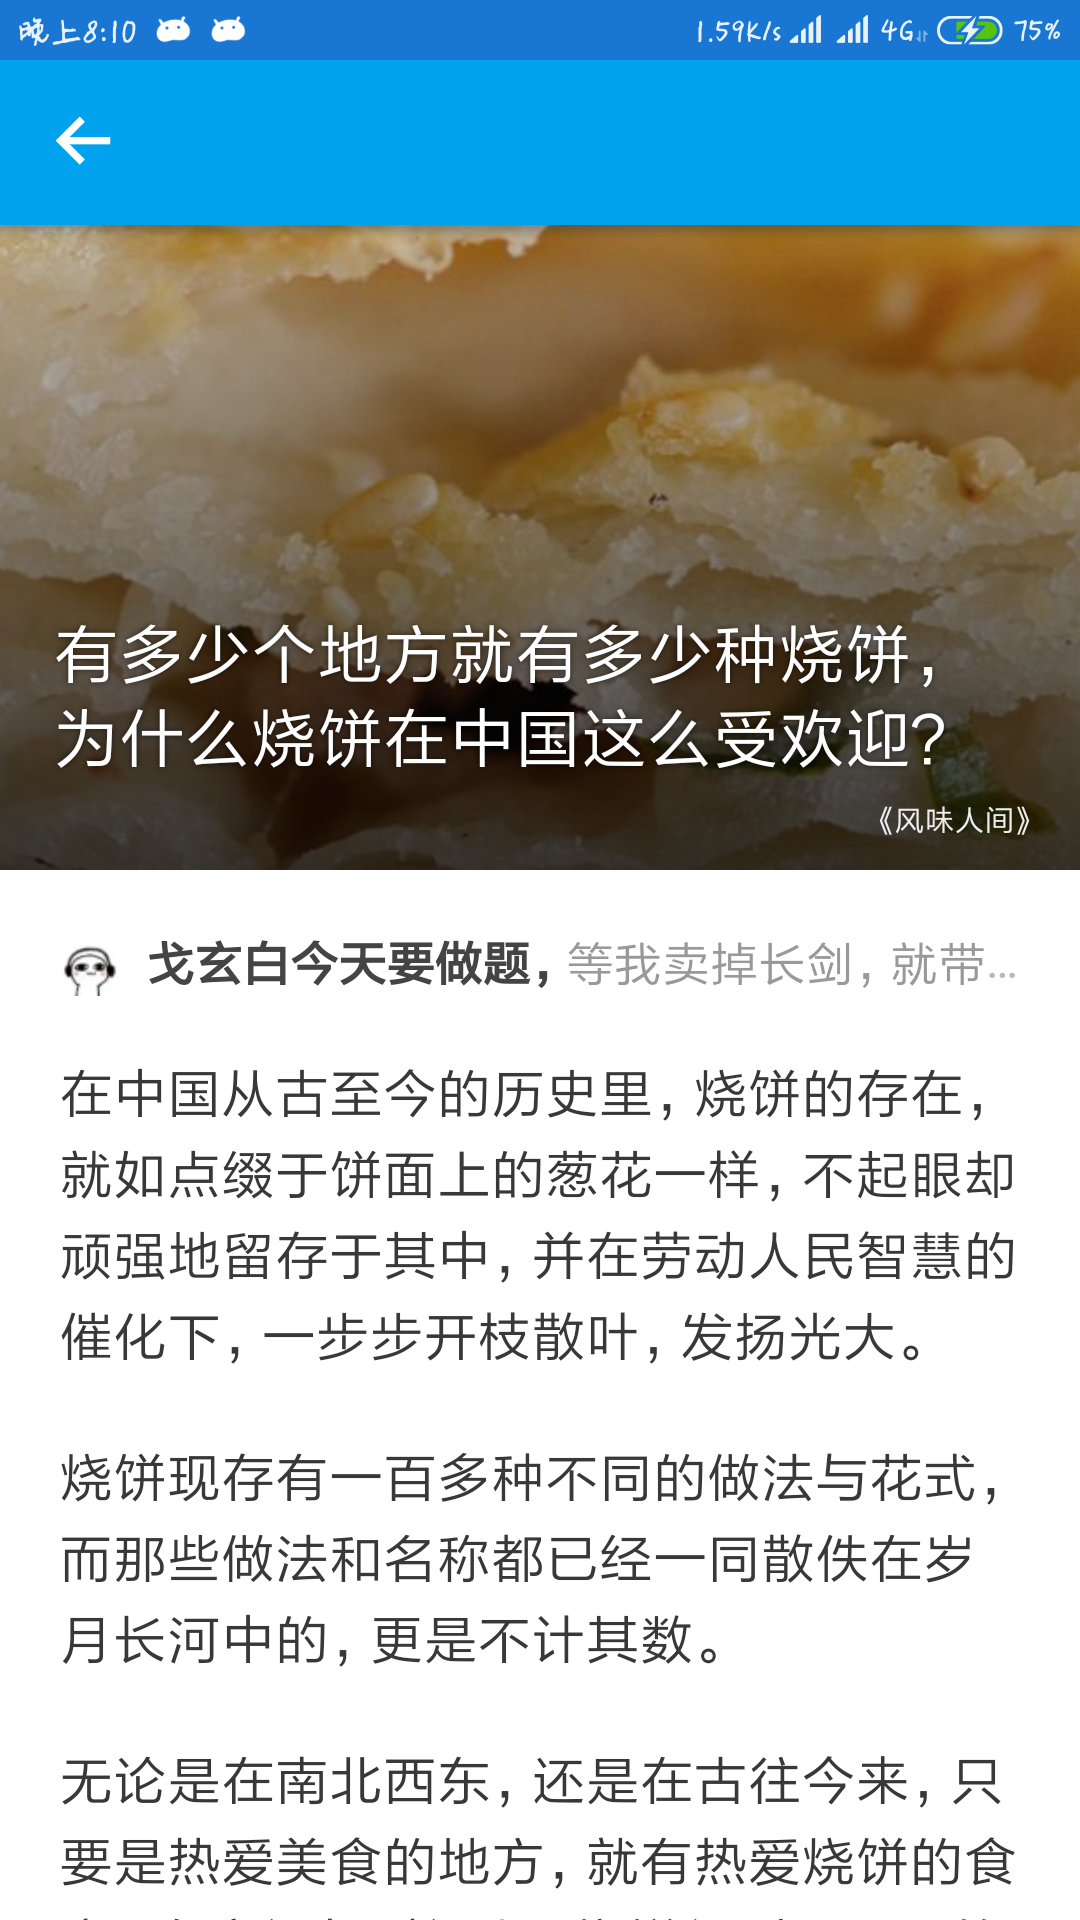 晚上8:10
1.59K/s 4G 75%
有多少个地方就有多少种烧饼，
为什么烧饼在中国这么受欢迎？
《风味人间》
戈玄白今天要做题，等我卖掉长剑，就带...
在中国从古至今的历史里，烧饼的存在，
就如点缀于饼面上的葱花一样，不起眼却
顽强地留存于其中，并在劳动人民智慧的
催化下，一步步开枝散叶，发扬光大。
烧饼现存有一百多种不同的做法与花式，
而那些做法和名称都已经一同散佚在岁
月长河中的，更是不计其数。
无论是在南北西东，还是在古往今来，只
要是热爱美食的地方，就有热爱烧饼的食